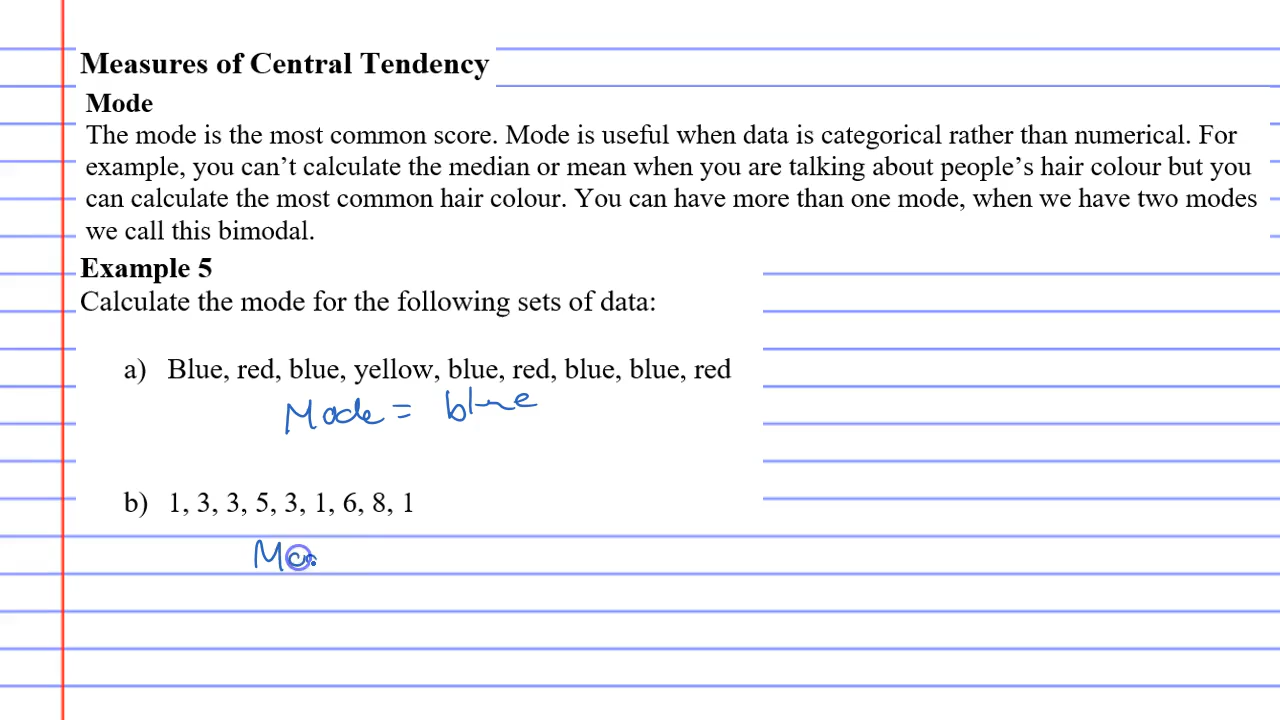 Measures of Central Tendency
Mode
The mode is the most common score. Mode is useful when data is categorical rather than numerical. For
example, you can’t calculate the median or mean when you are talking about people’s hair colour but you
can calculate the most common hair colour. You can have more than one mode, when we have two modes
we call this bimodal.
Example 5
Calculate the mode for the following sets of data:
a) Blue, red, blue, yellow, blue, red, blue, blue, red
Mode = blue
b) 1, 3, 3, 5, 3, 1, 6, 8, 1